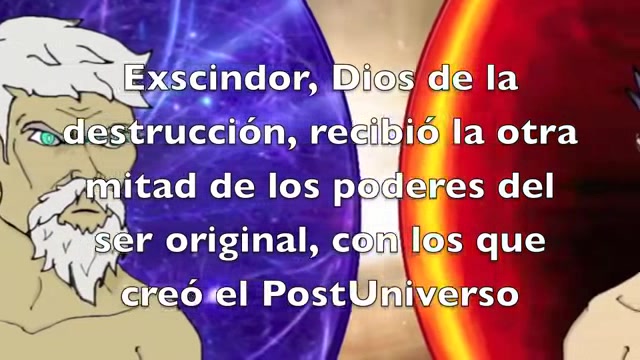 Exscindor, Dios de la
destrucción, recibió la otra
mitad de los poderes del
ser original, con los que
creó el PostUniverso